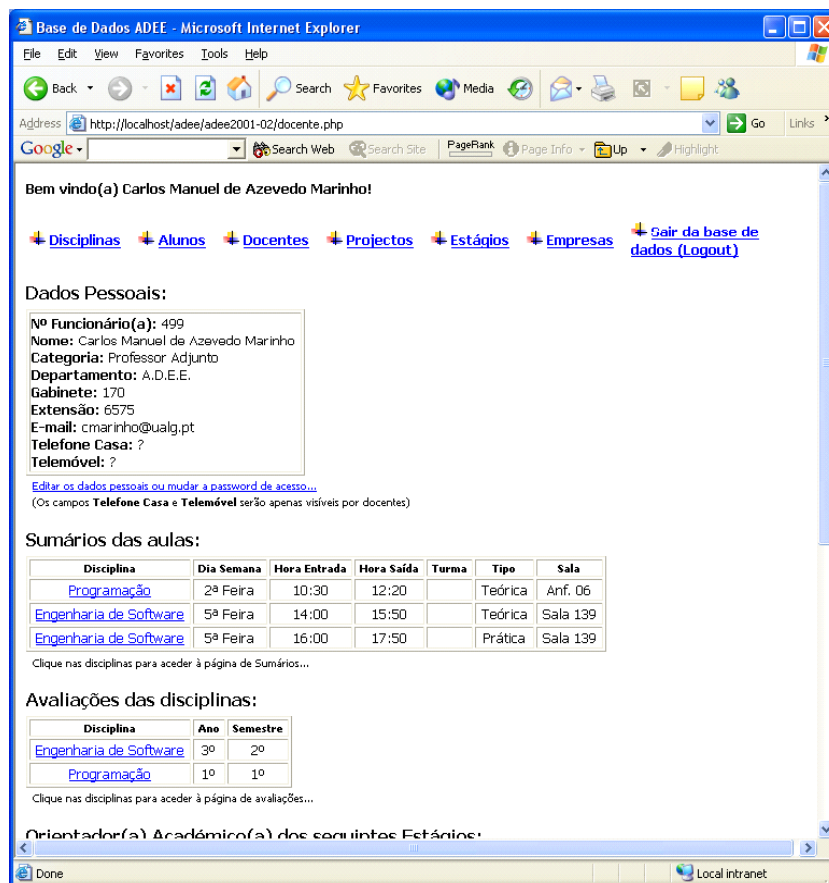 Base de Dados ADEE - Microsoft Internet Explorer
File Edit View Favorites Tools Help
Back Search Favorites Media
Address http://localhost/adee/adee2001-02/docente.php Go Links »
Google Search Web Search Site PageRank Page Info Up Highlight
Bem vindo(a) Carlos Manuel de Azevedo Marinho!
Disciplinas Alunos Docentes Projectos Estágios Empresas Sair da base de
dados (Logout)
Dados Pessoais:
Nº Funcionário(a): 499
Nome: Carlos Manuel de Azevedo Marinho
Categoria: Professor Adjunto
Departamento: A.D.E.E.
Gabinete: 170
Extensão: 6575
E-mail: cmarinho@ualg.pt
Telefone Casa: ?
Telemóvel: ?
Editar os dados pessoais ou mudar a password de acesso...
(Os campos Telefone Casa e Telemóvel serão apenas visíveis por docentes)
Sumários das aulas:
Disciplina Dia Semana Hora Entrada Hora Saída Turma Tipo Sala
Programação 2ª Feira 10:30 12:20 Teórica Anf. 06
Engenharia de Software 5ª Feira 14:00 15:50 Teórica Sala 139
Engenharia de Software 5ª Feira 16:00 17:50 Prática Sala 139
Clique nas disciplinas para aceder à página de Sumários...
Avaliações das disciplinas:
Disciplina Ano Semestre
Engenharia de Software 3º 2º
Programação 1º 1º
Clique nas disciplinas para aceder à página de avaliações...
Orientador(a) Académico(a) dos seguintes Estágios:
Done Local intranet